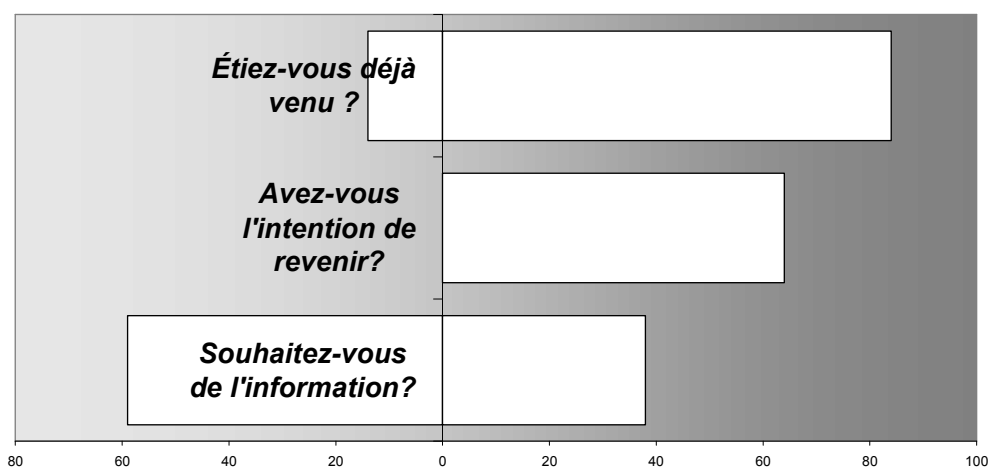 Étiez-vous déjà
venu ?
Avez-vous
l'intention de
revenir?
Souhaitez-vous
de l'information?
80 60 40 20 0 20 40 60 80 100